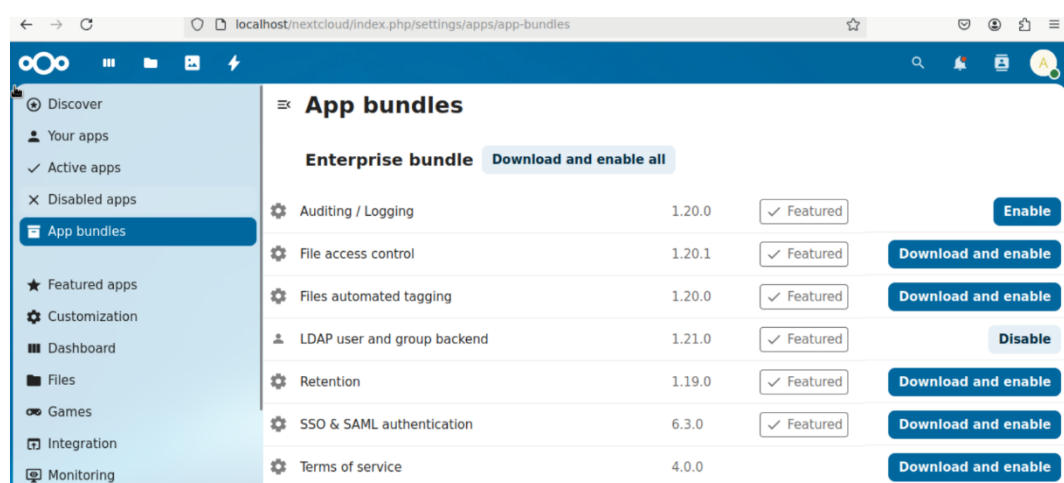 localhost/nextcloud/index.php/settings/apps/app-bundles
A
Discover
Your apps
Active apps
Disabled apps
App bundles
Featured apps
Customization
Dashboard
Files
Games
Integration
Monitoring
App bundles
Enterprise bundle Download and enable all
Auditing / Logging 1.20.0 Featured Enable
File access control 1.20.1 Featured Download and enable
Files automated tagging 1.20.0 Featured Download and enable
LDAP user and group backend 1.21.0 Featured Disable
Retention 1.19.0 Featured Download and enable
SSO & SAML authentication 6.3.0 Featured Download and enable
Terms of service 4.0.0 Download and enable